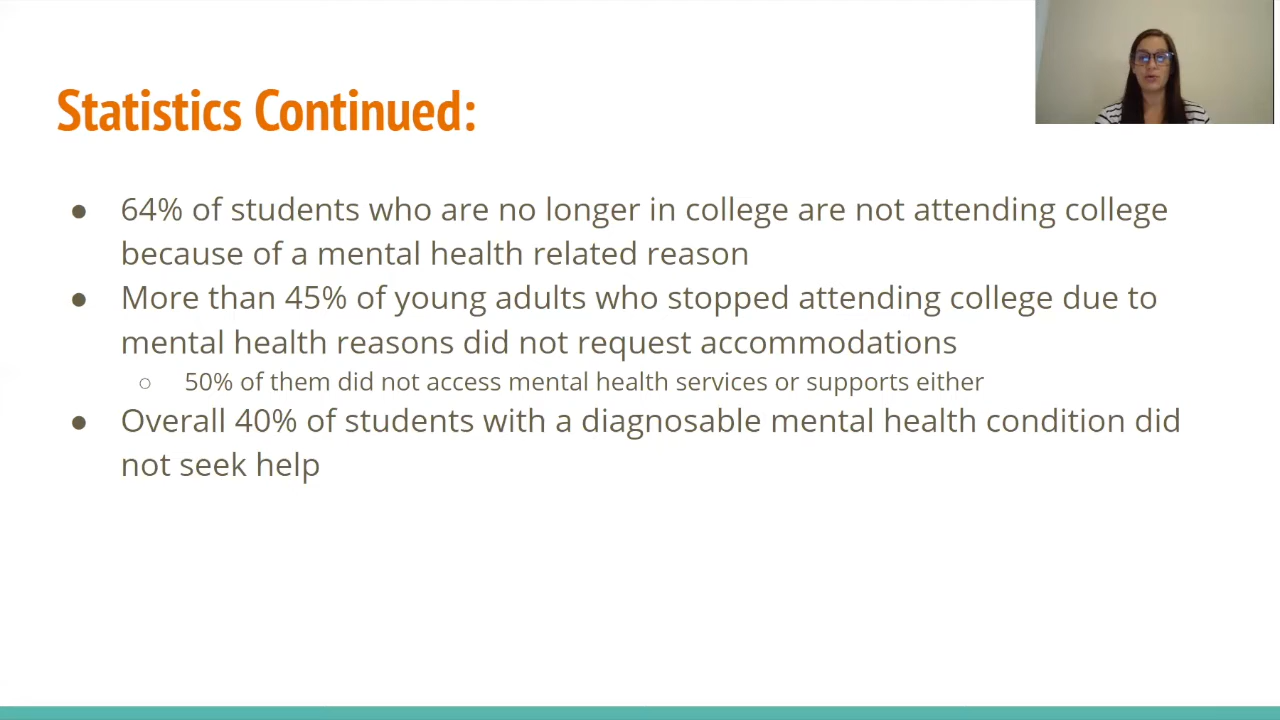 Statistics Continued:
● 64% of students who are no longer in college are not attending college
because of a mental health related reason
● More than 45% of young adults who stopped attending college due to
mental health reasons did not request accommodations
○ 50% of them did not access mental health services or supports either
● Overall 40% of students with a diagnosable mental health condition did
not seek help